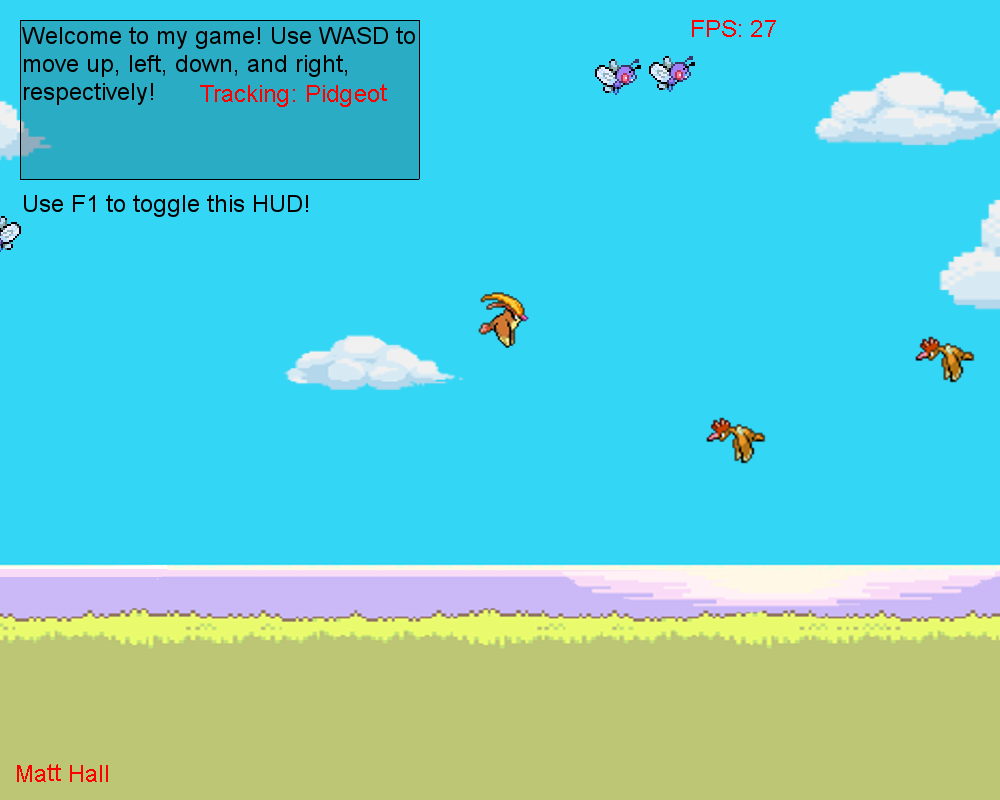 FPS: 27
Welcome to my game! Use WASD to
move up, left, down, and right,
respectively!
Tracking: Pidgeot
Use F1 to toggle this HUD!
Matt Hall